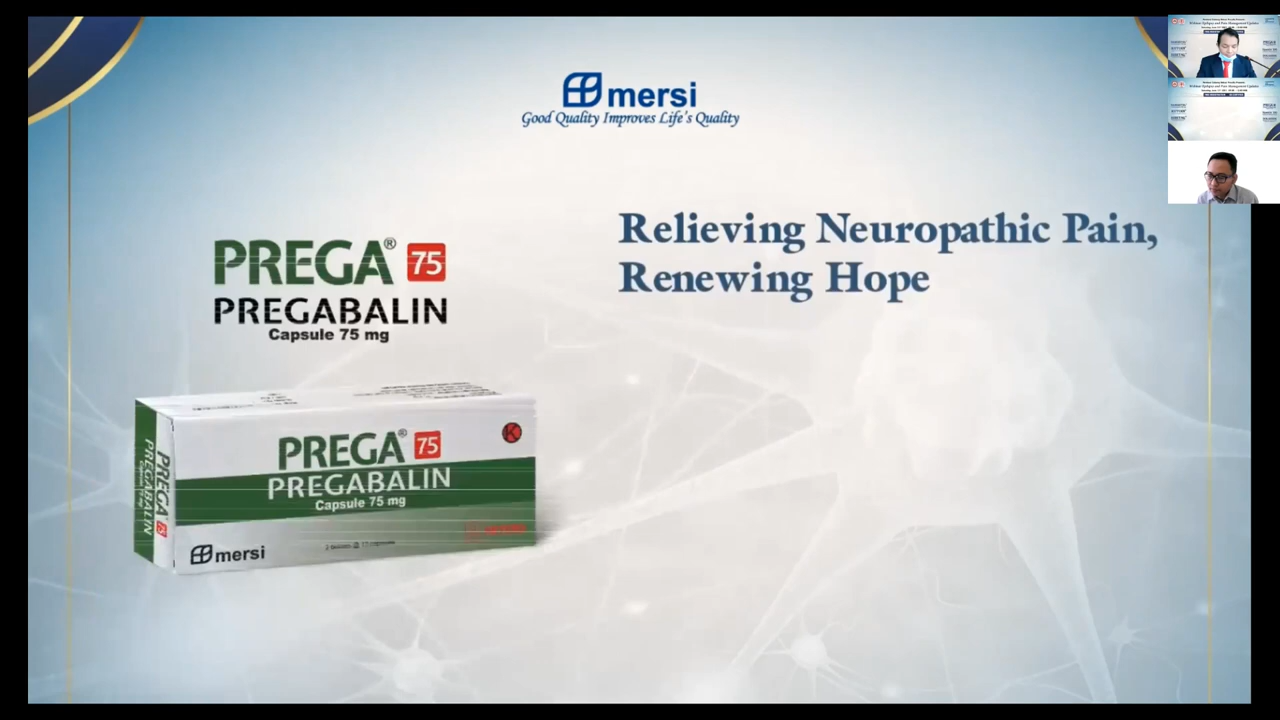 mersi
Good Quality Improves Life's Quality
Relieving Neuropathic Pain,
Renewing Hope
PREGA® 75
PREGABALIN
Capsule 75 mg
PREGA® 75
PREGABALIN
Capsule 75 mg
mersi
PREGA 75
PREGABALIN
K